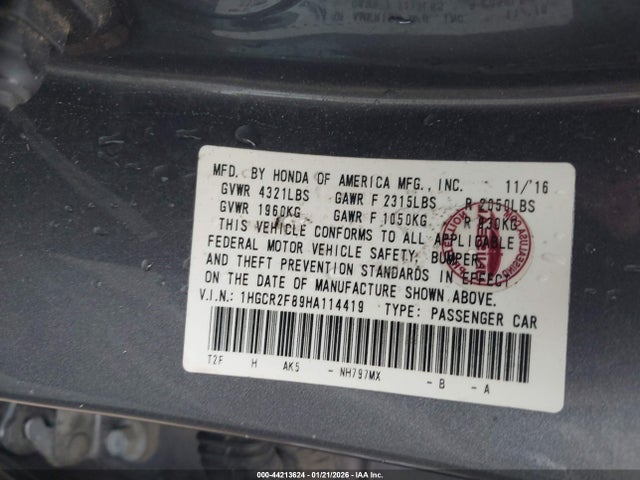 MFD. BY HONDA OF AMERICA MFG., INC. 11/'16
GVWR 4321LBS GAWR F 2315LBS R 2050LBS
GVWR 1960KG GAWR F 1050KG R 930KG
THIS VEHICLE CONFORMS TO ALL APPLICABLE
FEDERAL MOTOR VEHICLE SAFETY, BUMPER,
AND THEFT PREVENTION STANDARDS IN EFFECT
ON THE DATE OF MANUFACTURE SHOWN ABOVE.
V.I.N.: 1HGCR2F89HA114419 TYPE: PASSENGER CAR
T2F H AK5 - NH797MX - B - A
000-44213624 | 01/21/2026 | IAA Inc.